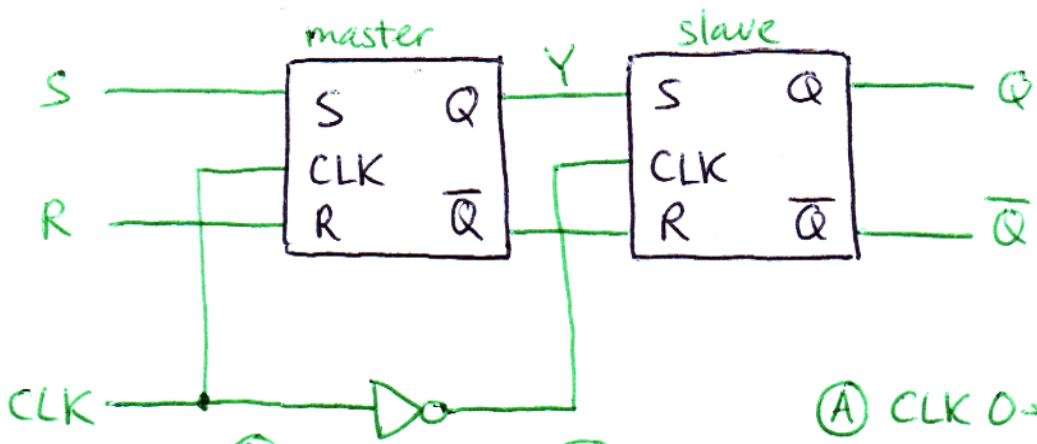 master slave
S S Q Y S Q Q
CLK CLK
R R Q̅ R Q̅ Q̅
CLK
Ⓐ CLK 0→